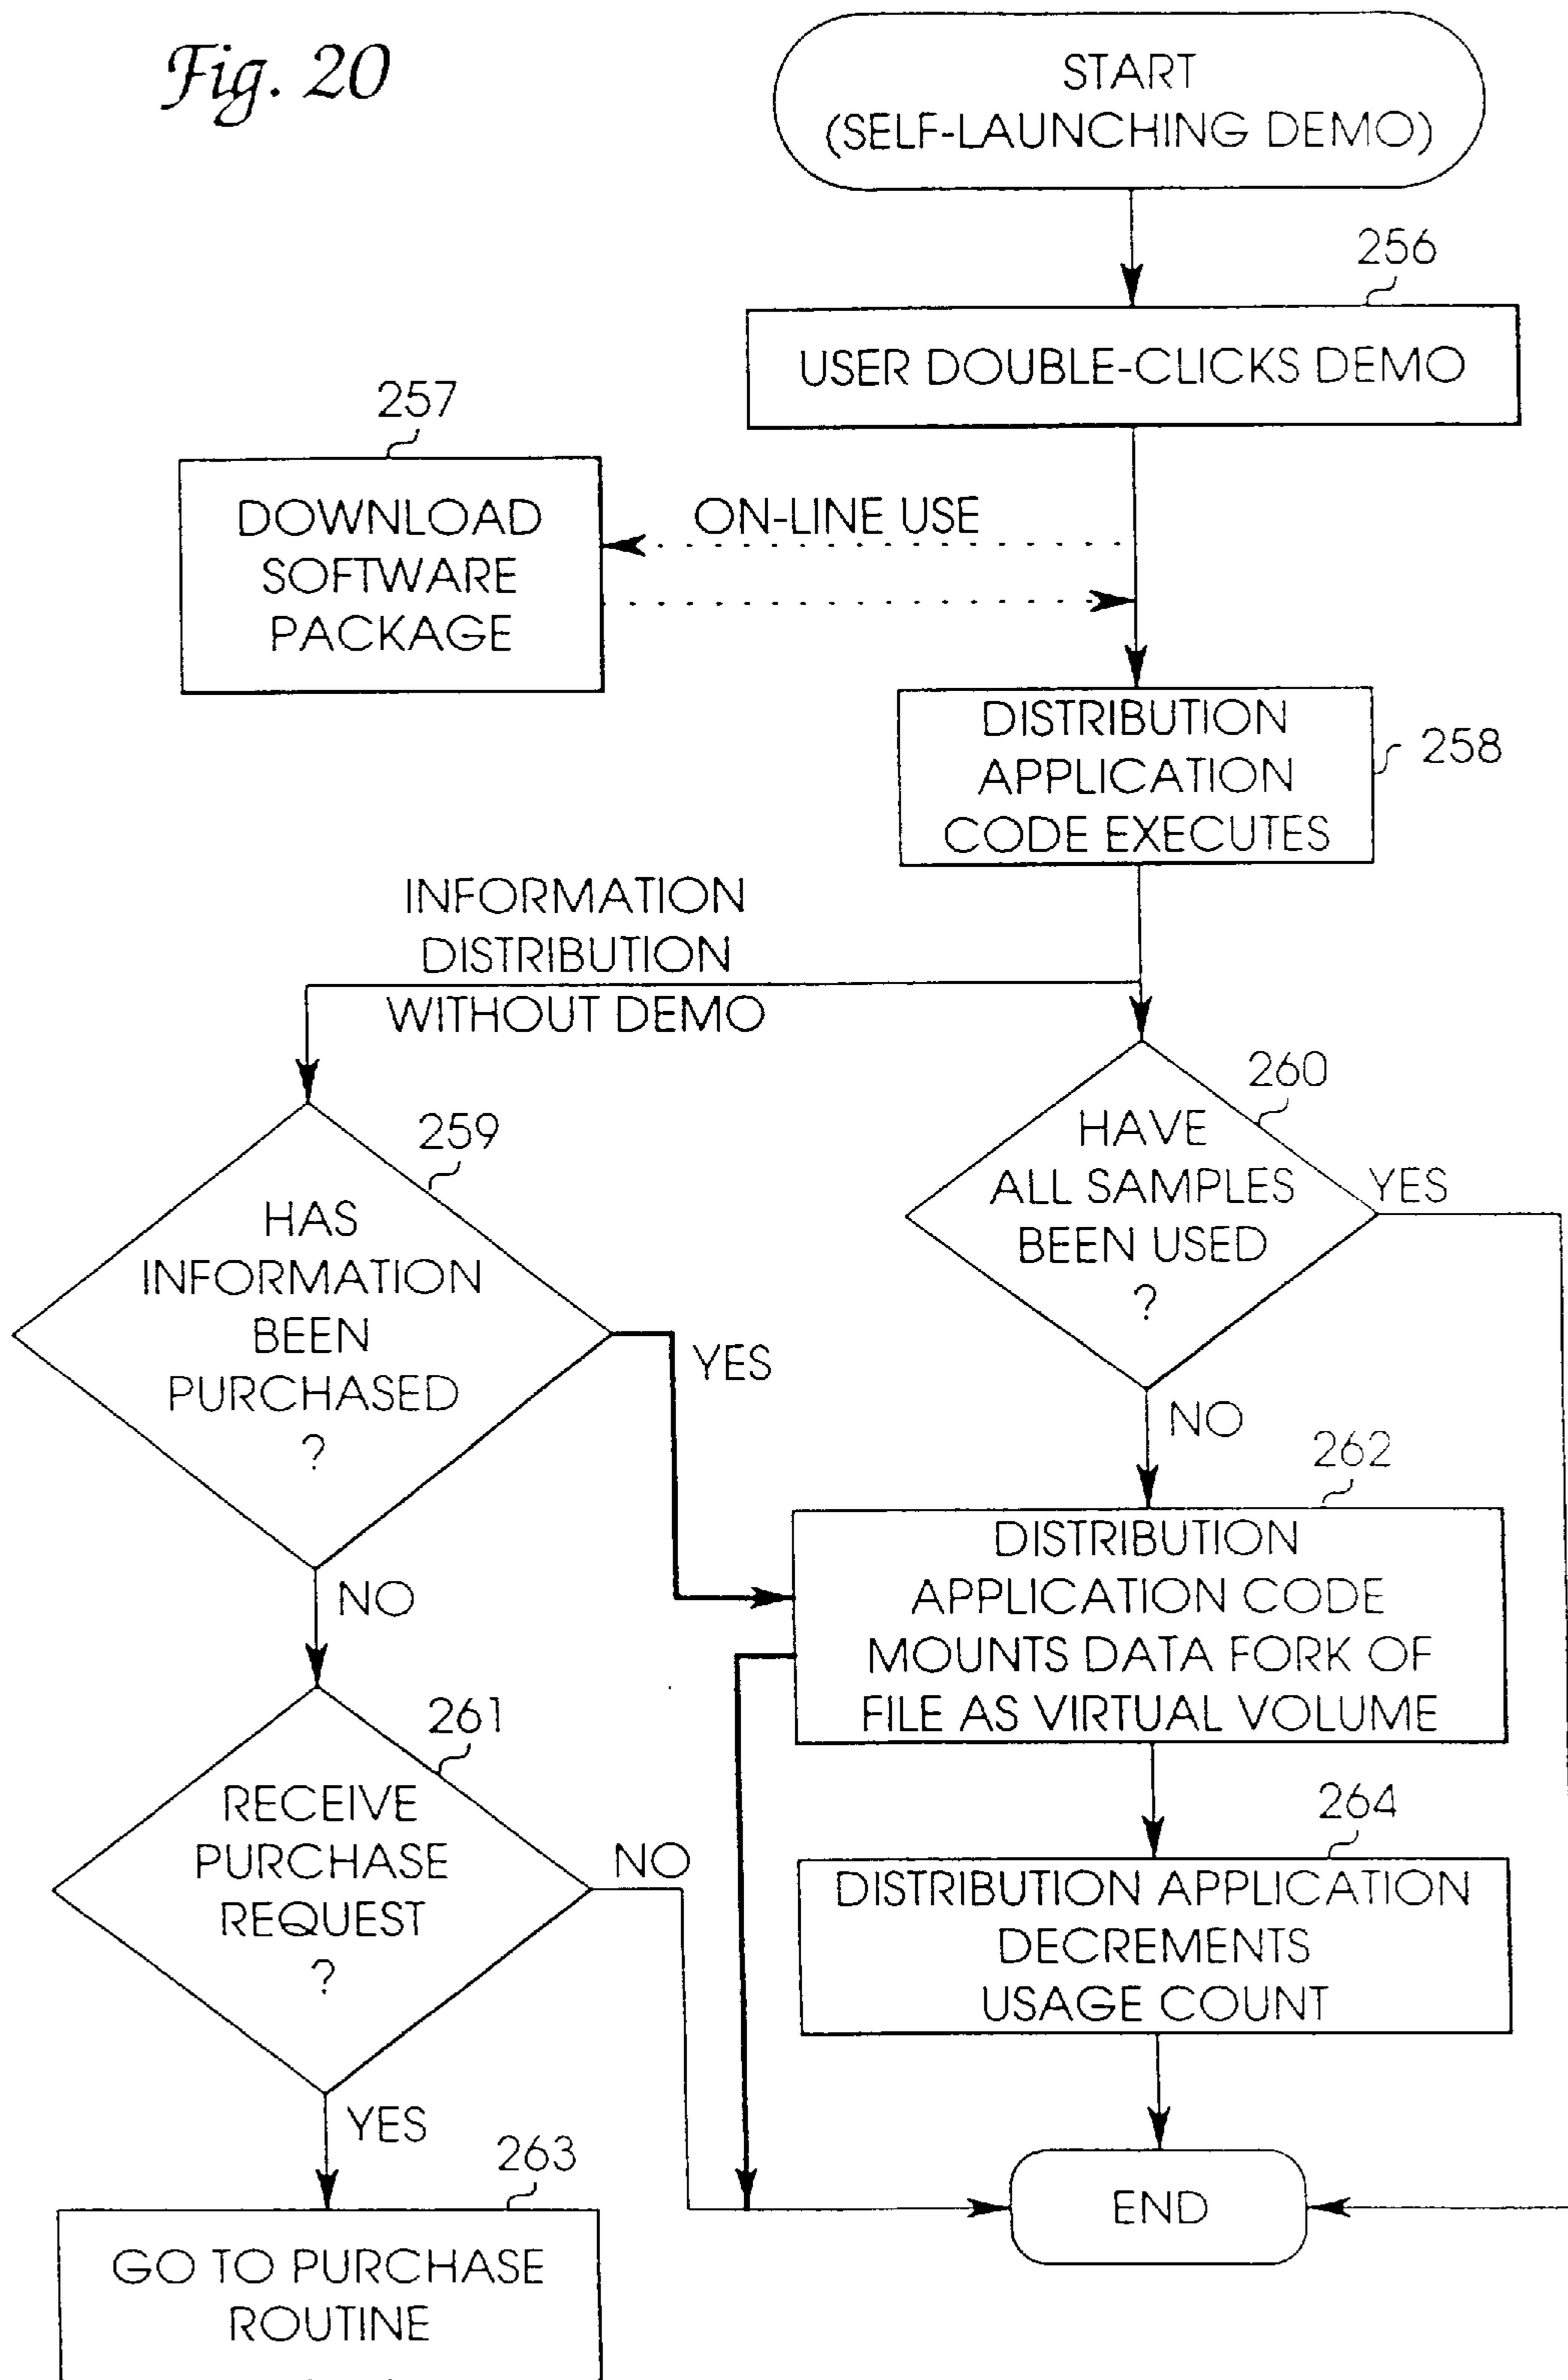 Fig. 20
START
(SELF-LAUNCHING DEMO)
256
USER DOUBLE-CLICKS DEMO
257
DOWNLOAD
SOFTWARE
PACKAGE
ON-LINE USE
DISTRIBUTION
APPLICATION
CODE EXECUTES
258
INFORMATION
DISTRIBUTION
WITHOUT DEMO
259
HAS
INFORMATION
BEEN
PURCHASED
?
YES
NO
260
HAVE
ALL SAMPLES
BEEN USED
?
YES
NO
262
DISTRIBUTION
APPLICATION CODE
MOUNTS DATA FORK OF
FILE AS VIRTUAL VOLUME
261
RECEIVE
PURCHASE
REQUEST
?
NO
YES
264
DISTRIBUTION APPLICATION
DECREMENTS
USAGE COUNT
263
GO TO PURCHASE
ROUTINE
END